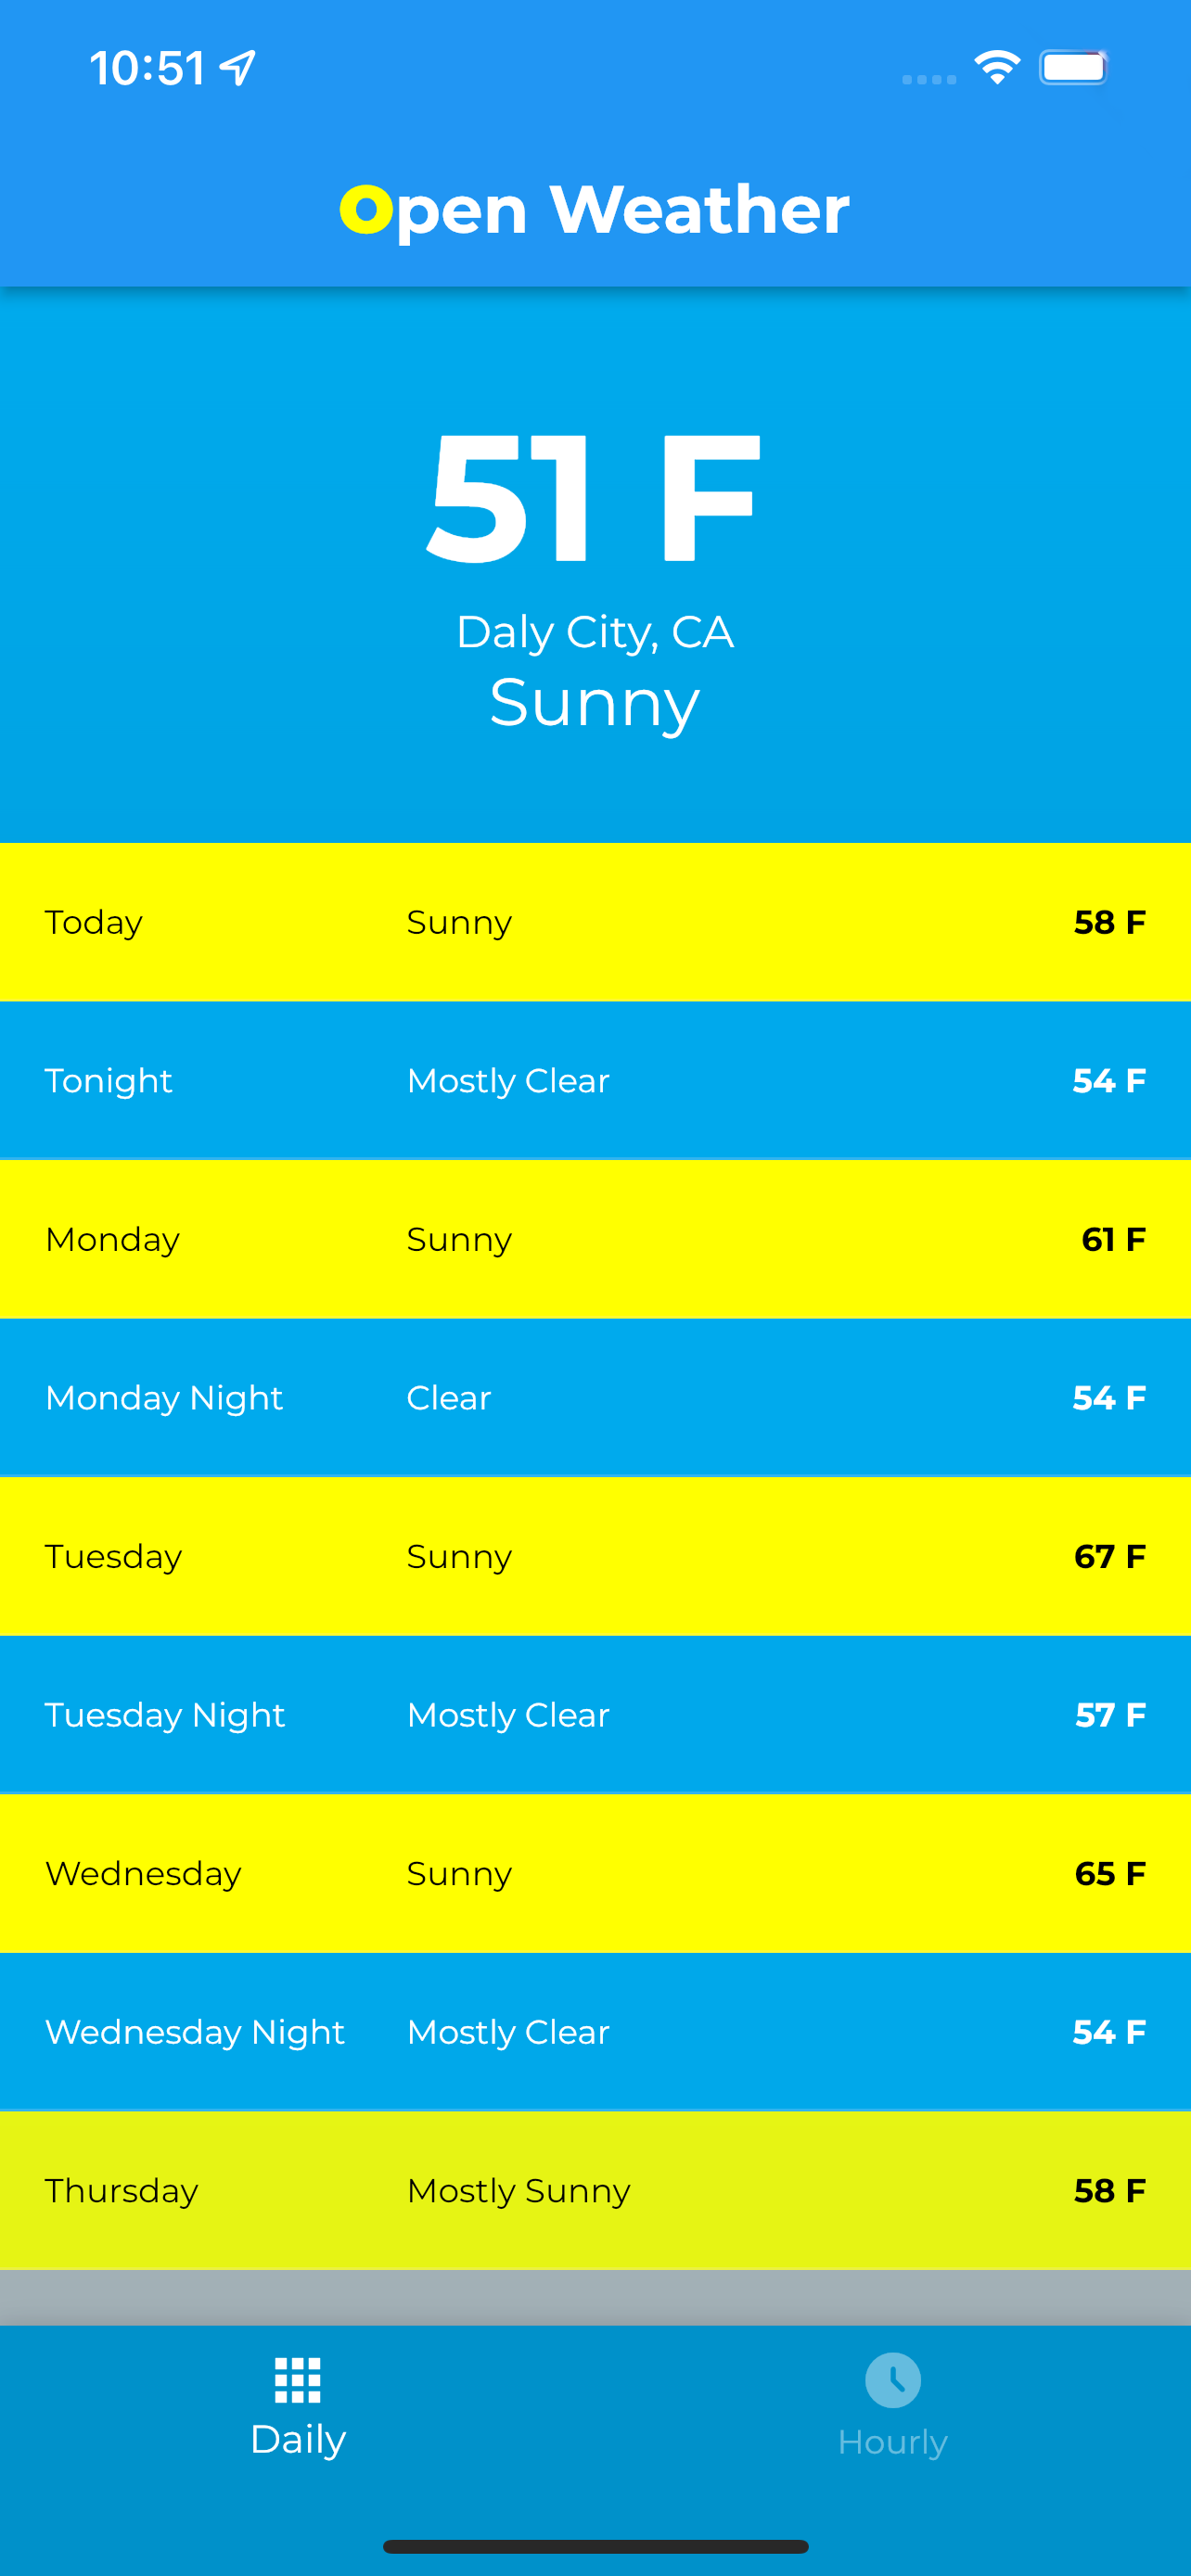 10:51
Open Weather
51 F
Daly City, CA
Sunny
Today Sunny 58 F
Tonight Mostly Clear 54 F
Monday Sunny 61 F
Monday Night Clear 54 F
Tuesday Sunny 67 F
Tuesday Night Mostly Clear 57 F
Wednesday Sunny 65 F
Wednesday Night Mostly Clear 54 F
Thursday Mostly Sunny 58 F
Daily Hourly